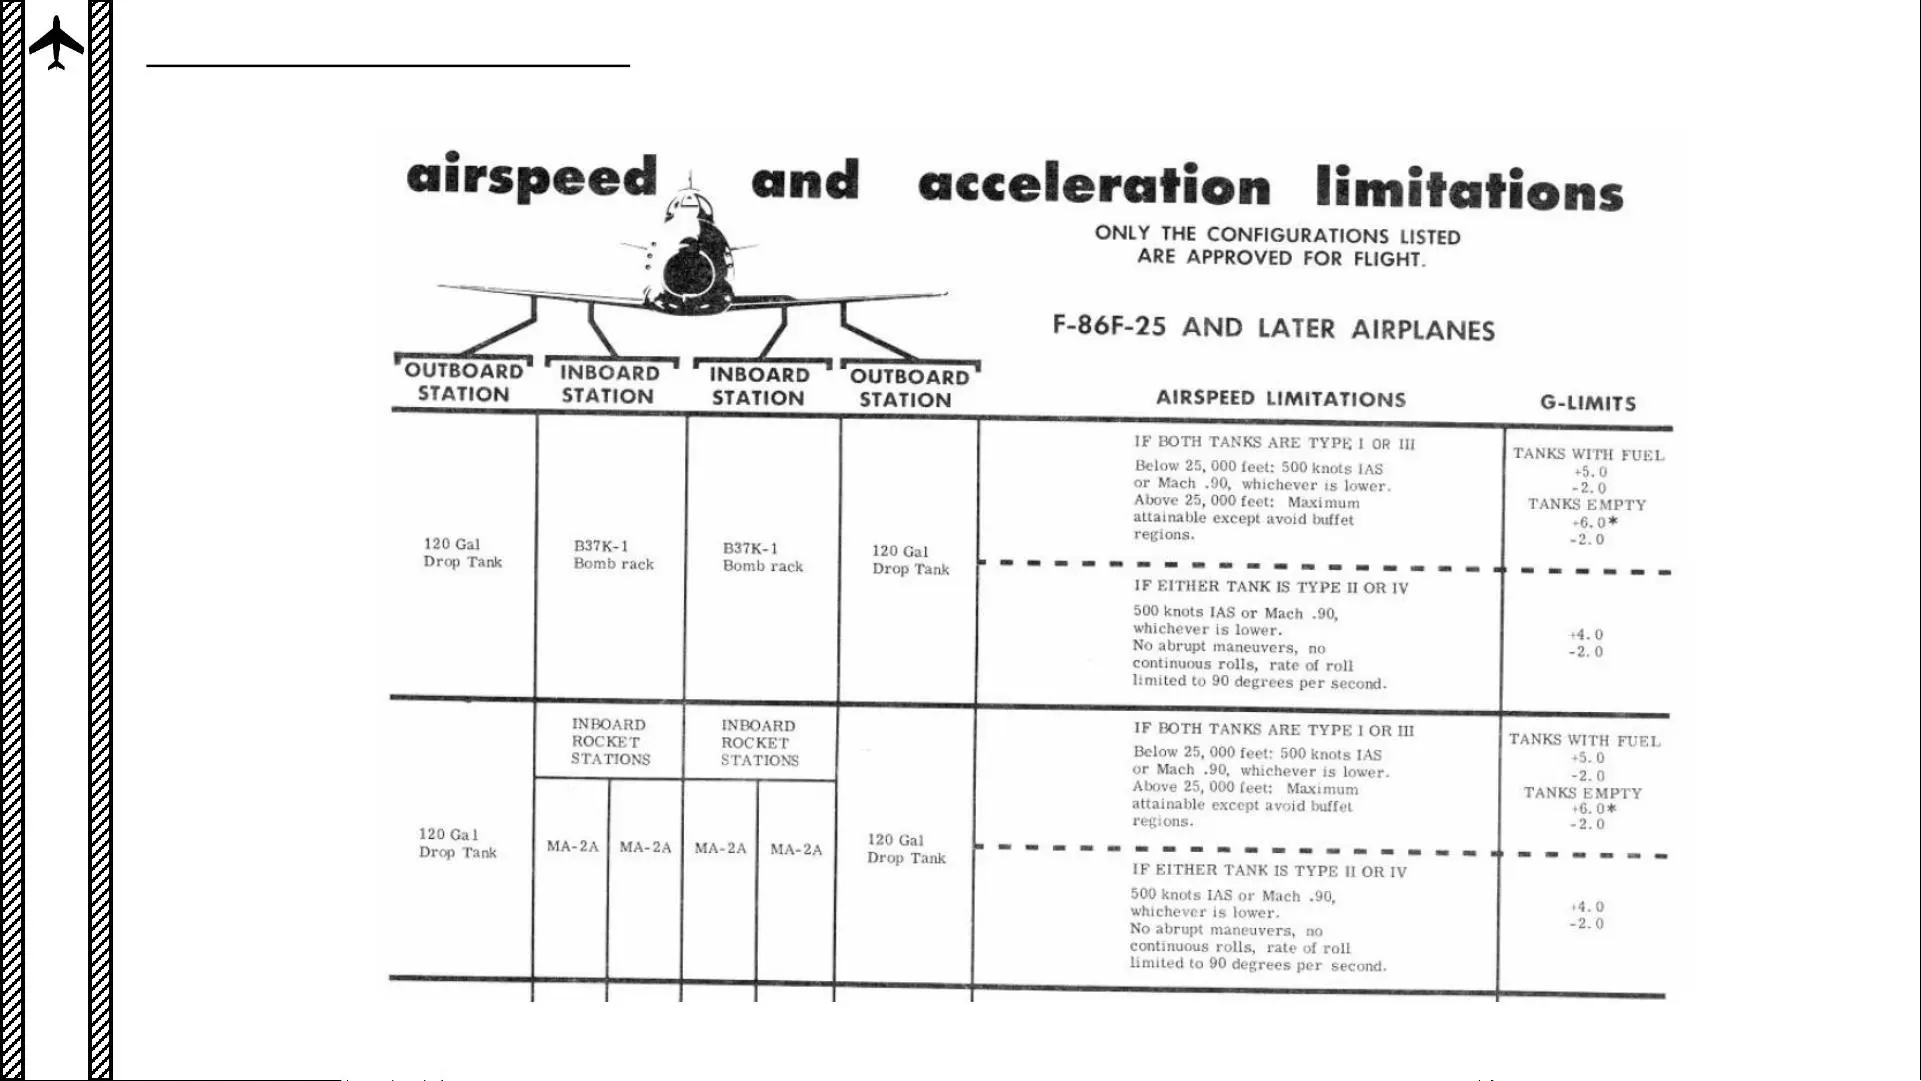 airspeed and acceleration limitations
ONLY THE CONFIGURATIONS LISTED
ARE APPROVED FOR FLIGHT.
F-86F-25 AND LATER AIRPLANES
OUTBOARD
STATION
INBOARD
STATION
INBOARD
STATION
OUTBOARD
STATION
AIRSPEED LIMITATIONS
G-LIMITS
120 Gal
Drop Tank
B37K-1
Bomb rack
B37K-1
Bomb rack
120 Gal
Drop Tank
IF BOTH TANKS ARE TYPE I OR III
Below 25, 000 feet: 500 knots IAS
or Mach .90, whichever is lower.
Above 25, 000 feet: Maximum
attainable except avoid buffet
regions.
TANKS WITH FUEL
+5. 0
-2. 0
TANKS EMPTY
+6. 0*
-2. 0
IF EITHER TANK IS TYPE II OR IV
500 knots IAS or Mach .90,
whichever is lower.
No abrupt maneuvers, no
continuous rolls, rate of roll
limited to 90 degrees per second.
+4. 0
-2. 0
120 Gal
Drop Tank
INBOARD
ROCKET
STATIONS
INBOARD
ROCKET
STATIONS
MA-2A
MA-2A
MA-2A
MA-2A
120 Gal
Drop Tank
IF BOTH TANKS ARE TYPE I OR III
Below 25, 000 feet: 500 knots IAS
or Mach .90, whichever is lower.
Above 25, 000 feet: Maximum
attainable except avoid buffet
regions.
TANKS WITH FUEL
+5. 0
-2. 0
TANKS EMPTY
+6. 0*
-2. 0
IF EITHER TANK IS TYPE II OR IV
500 knots IAS or Mach .90,
whichever is lower.
No abrupt maneuvers, no
continuous rolls, rate of roll
limited to 90 degrees per second.
+4. 0
-2. 0